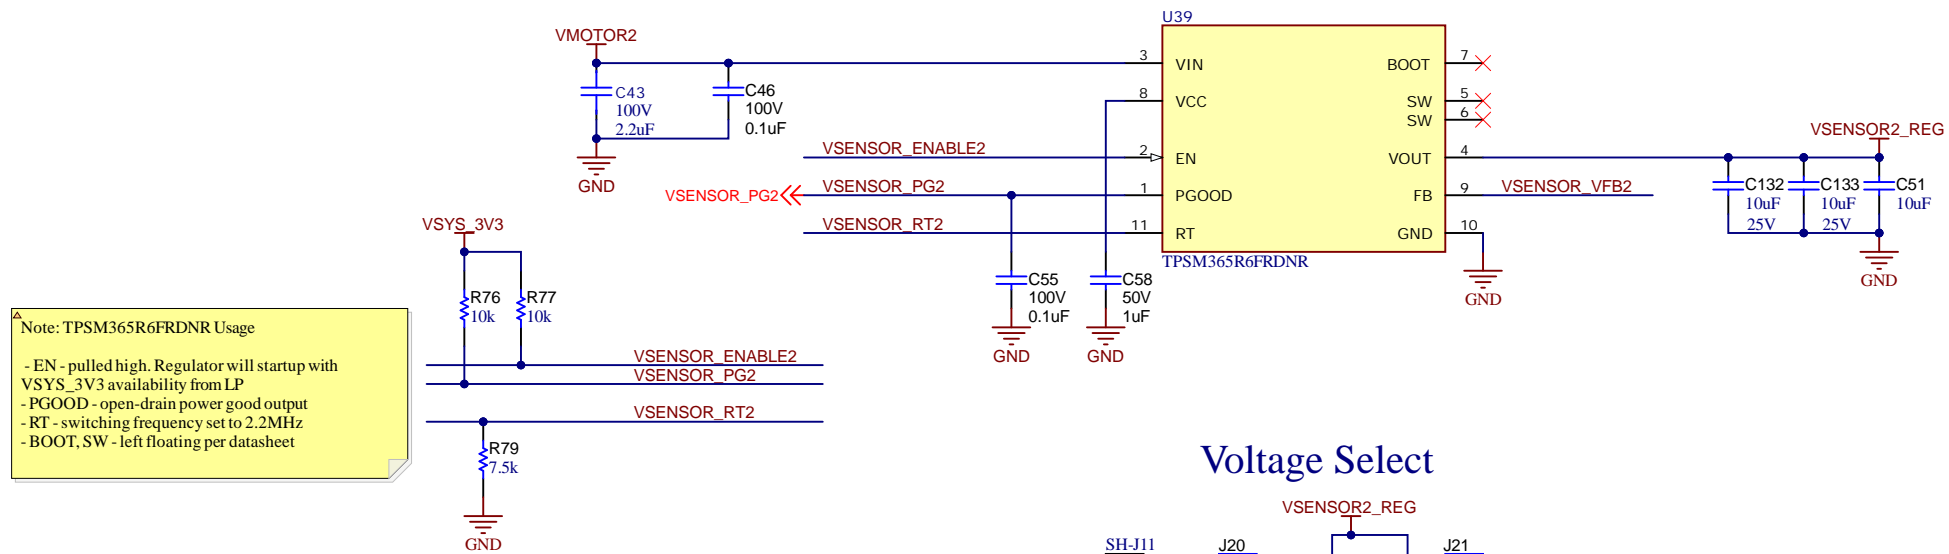 U39
VMOTOR2
3 VIN
BOOT 7
C43
100V
2.2uF
C46
100V
0.1uF
8 VCC
SW 5
SW 6
VSENSOR2_REG
VSENSOR_ENABLE2
2 EN
VOUT 4
GND
VSENSOR_PG2
VSENSOR_PG2
1 PGOOD
FB 9
VSENSOR_VFB2
C132
10uF
25V
C133
10uF
25V
C51
10uF
VSYS_3V3
VSENSOR_RT2
11 RT
GND 10
TPSM365R6FRDNR
GND
GND
C55
100V
0.1uF
C58
50V
1uF
GND
GND
R76
10k
R77
10k
Note: TPSM365R6FRDNR Usage
- EN - pulled high. Regulator will startup with
VSYS_3V3 availability from LP
- PGOOD - open-drain power good output
- RT - switching frequency set to 2.2MHz
- BOOT, SW - left floating per datasheet
VSENSOR_ENABLE2
VSENSOR_PG2
VSENSOR_RT2
R79
7.5k
GND
Voltage Select
VSENSOR2_REG
SH-J11
J20
J21